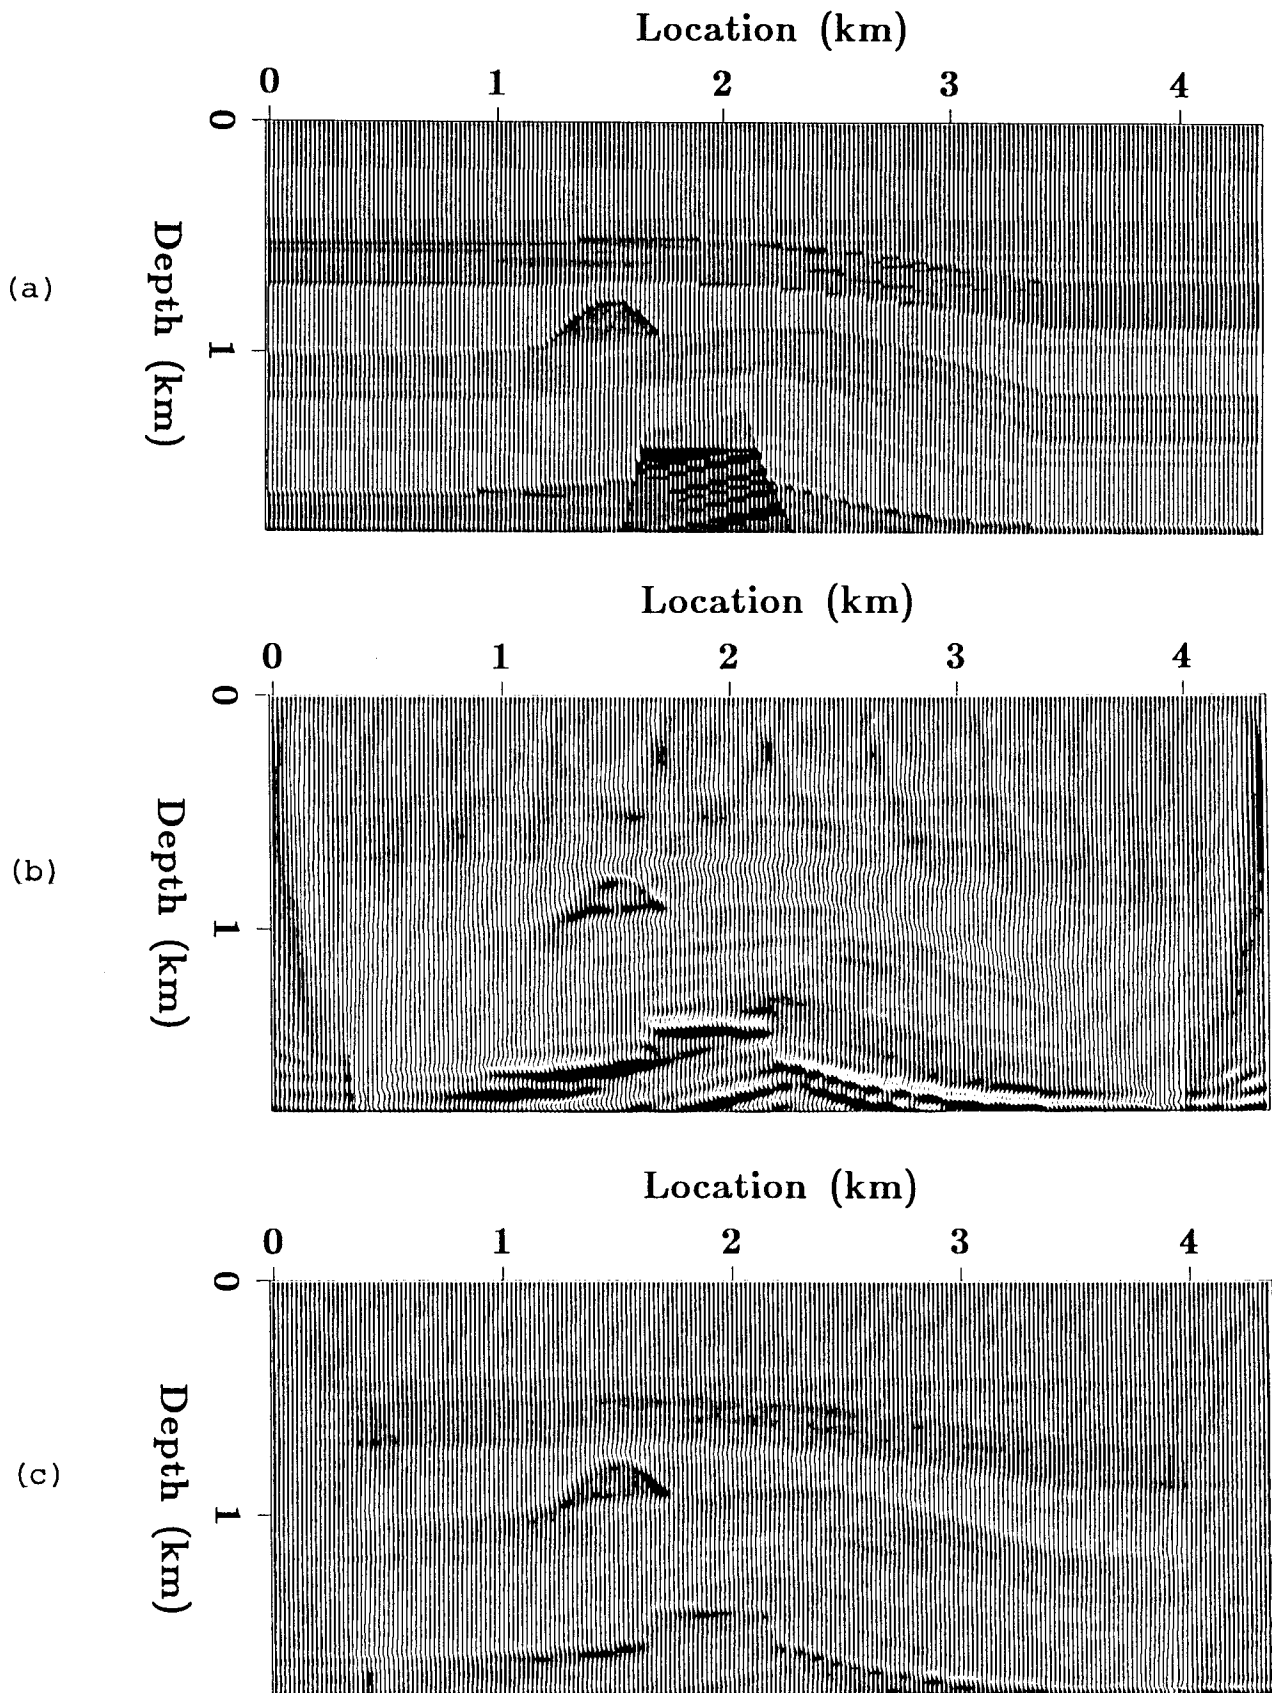 Location (km)
0 1 2 3 4
0
1
Depth (km)
(a)
Location (km)
0 1 2 3 4
0
1
Depth (km)
(b)
Location (km)
0 1 2 3 4
0
1
Depth (km)
(c)